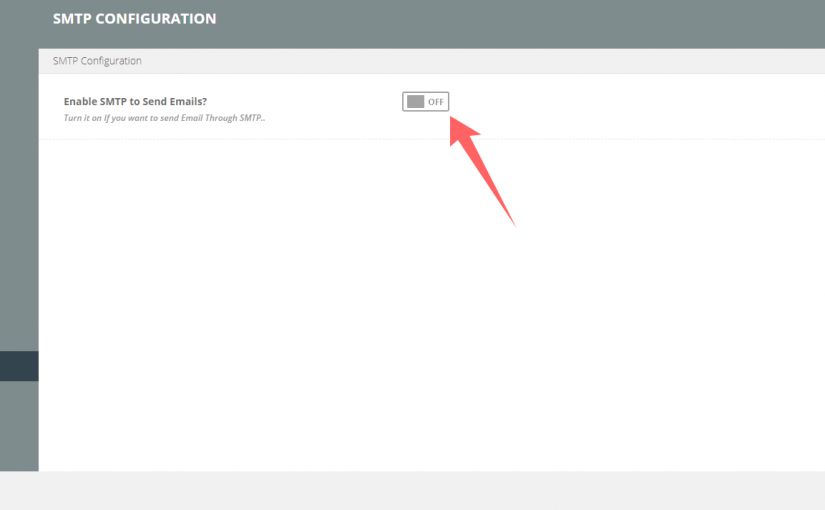 SMTP CONFIGURATION
SMTP Configuration
Enable SMTP to Send Emails?
OFF
Turn it on If you want to send Email Through SMTP..